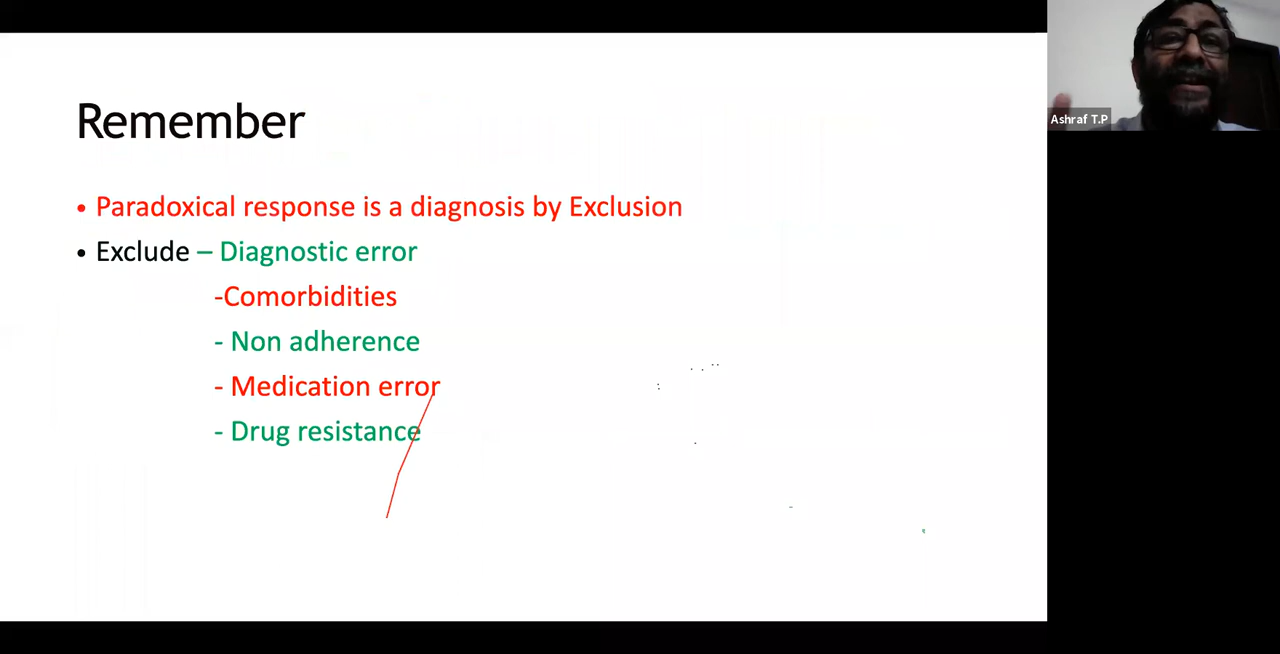 Remember
• Paradoxical response is a diagnosis by Exclusion
• Exclude – Diagnostic error
-Comorbidities
- Non adherence
- Medication error
- Drug resistance
Ashraf T.P